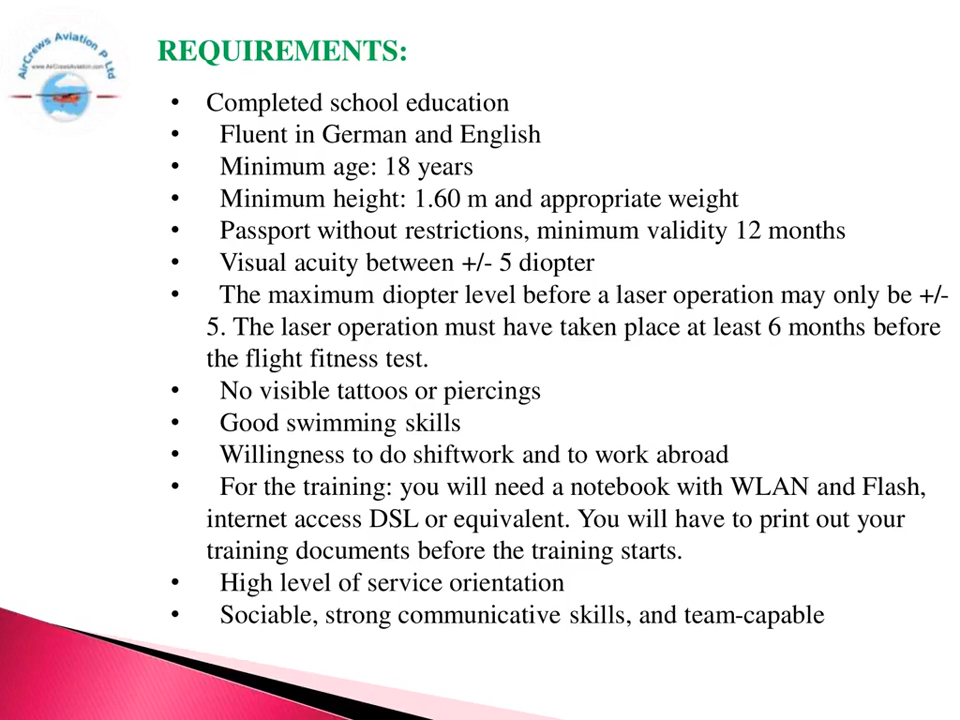 AirCrews Aviation P Ltd
www.AirCrewsAviation.com
REQUIREMENTS:
• Completed school education
• Fluent in German and English
• Minimum age: 18 years
• Minimum height: 1.60 m and appropriate weight
• Passport without restrictions, minimum validity 12 months
• Visual acuity between +/- 5 diopter
• The maximum diopter level before a laser operation may only be +/-
5. The laser operation must have taken place at least 6 months before
the flight fitness test.
• No visible tattoos or piercings
• Good swimming skills
• Willingness to do shiftwork and to work abroad
• For the training: you will need a notebook with WLAN and Flash,
internet access DSL or equivalent. You will have to print out your
training documents before the training starts.
• High level of service orientation
• Sociable, strong communicative skills, and team-capable